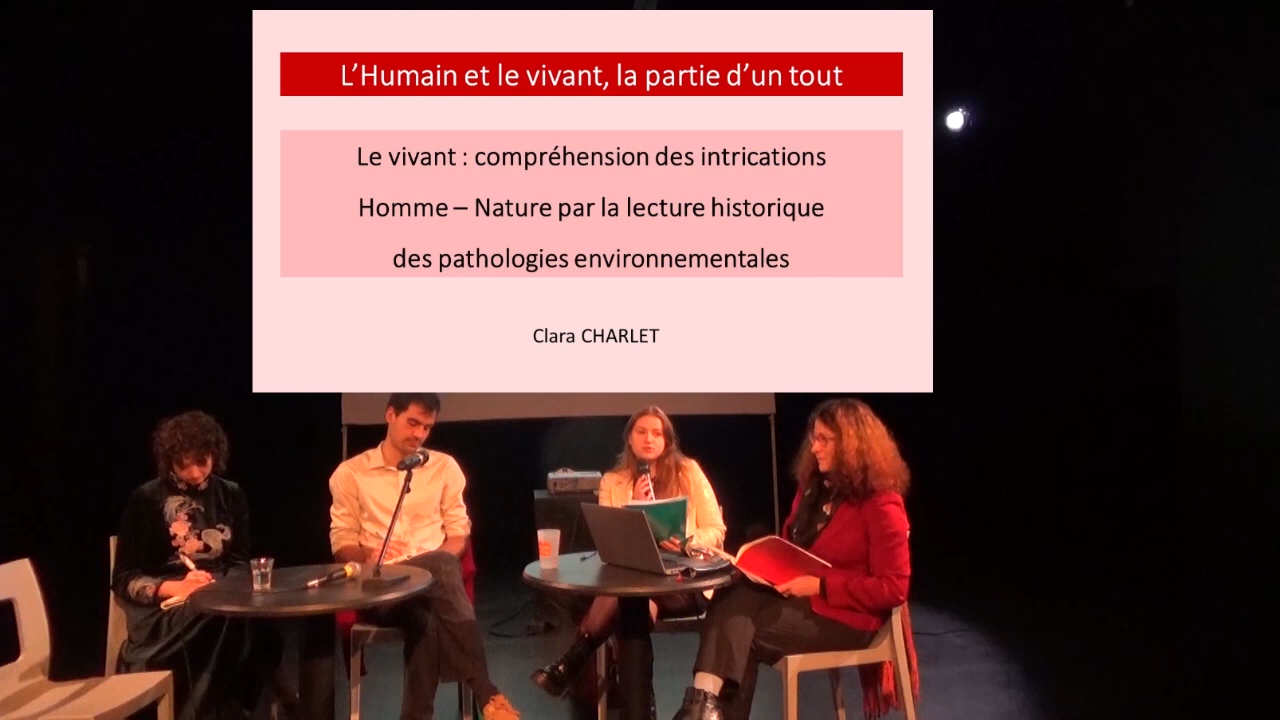 L'Humain et le vivant, la partie d'un tout
Le vivant : compréhension des intrications
Homme – Nature par la lecture historique
des pathologies environnementales
Clara CHARLET